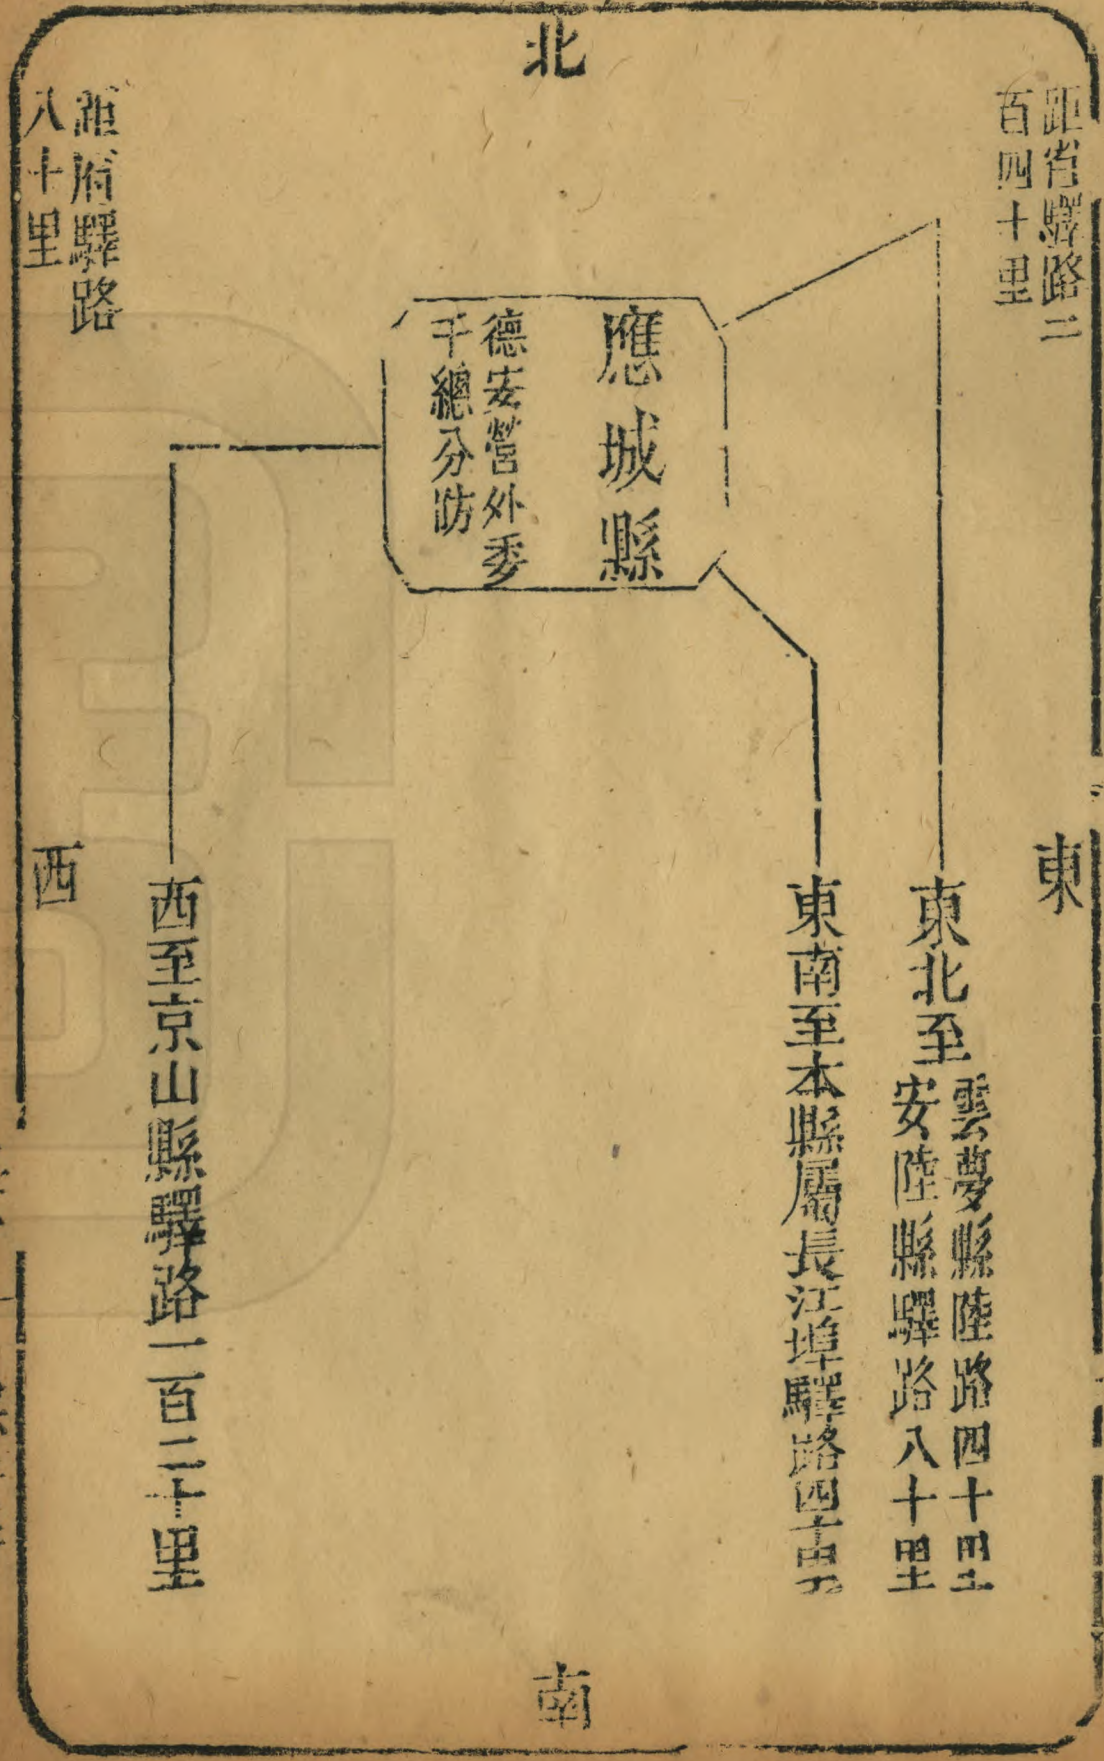 北
距省驛路二
百四十里
應城縣
德安營外委
千總分防
距府驛路
八十里
東
東北至
雲夢縣陸路四十里
安陸縣驛路八十里
東南至本縣屬長江埠驛路四十里
西至京山縣驛路一百二十里
西
南